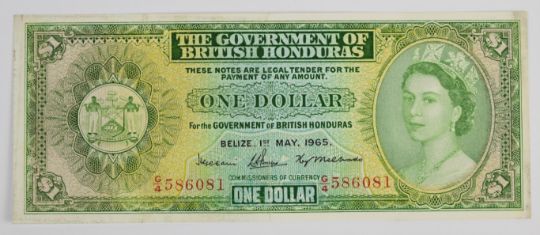 $1 $1
THE GOVERNMENT OF
BRITISH HONDURAS
THESE NOTES ARE LEGAL TENDER FOR THE
PAYMENT OF ANY AMOUNT.
ONE DOLLAR
For the GOVERNMENT OF BRITISH HONDURAS
BELIZE, 1ST MAY, 1965.
COMMISSIONERS OF CURRENCY
G/4 586081 G/4 586081
$1 ONE DOLLAR $1